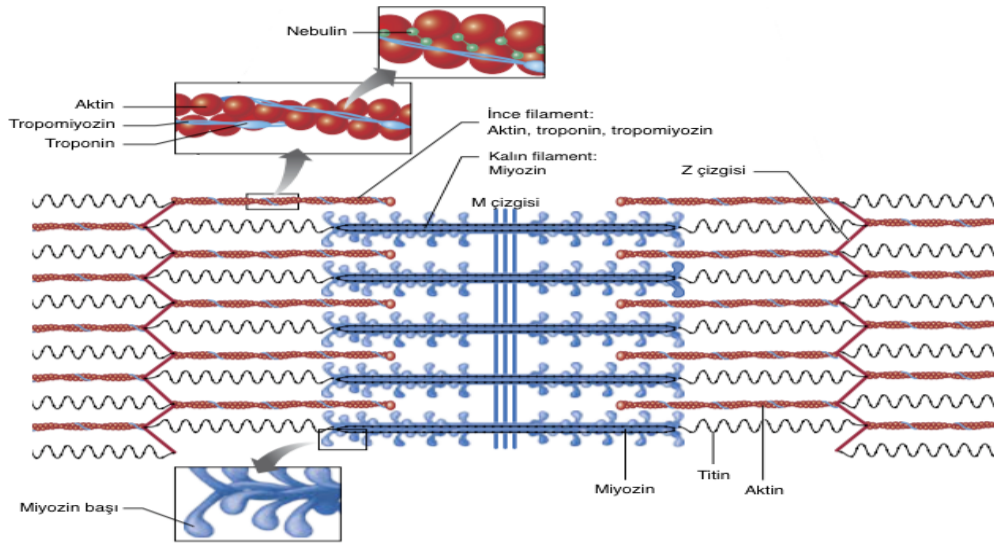 Nebulin
Aktin
Tropomiyozin
Troponin
İnce filament:
Aktin, troponin, tropomiyozin
Kalın filament:
Miyozin
Z çizgisi
M çizgisi
Miyozin
Titin
Aktin
Miyozin başı